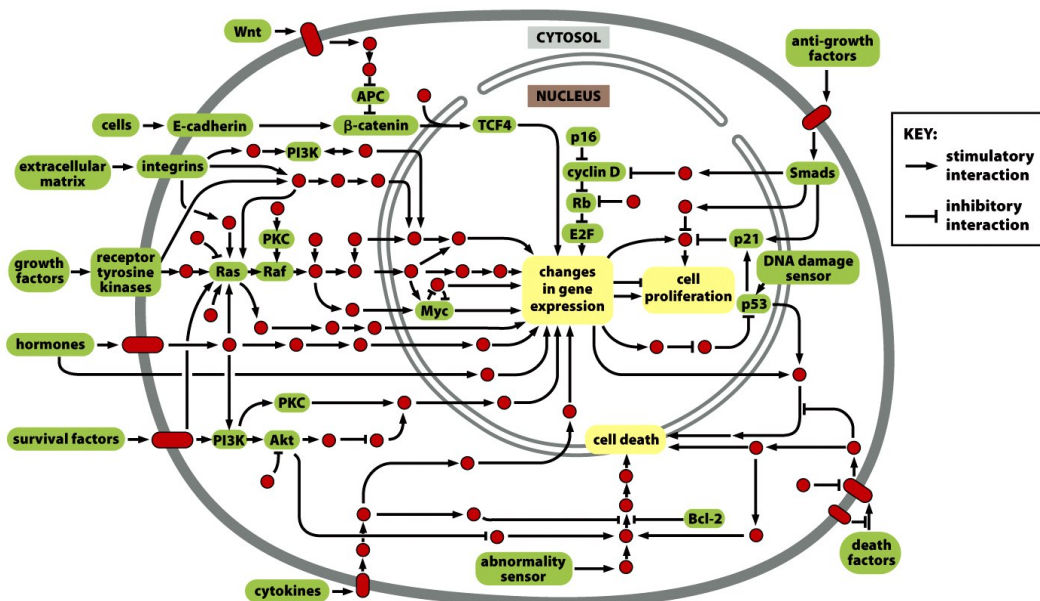 Wnt
CYTOSOL
anti-growth
factors
NUCLEUS
APC
cells
E-cadherin
β-catenin
TCF4
p16
KEY:
stimulatory
interaction
inhibitory
interaction
extracellular
matrix
integrins
PI3K
cyclin D
Smads
Rb
PKC
E2F
p21
growth
factors
receptor
tyrosine
kinases
Ras
Raf
changes
in gene
expression
cell
proliferation
DNA damage
sensor
p53
Myc
hormones
PKC
survival factors
PI3K
Akt
cell death
Bcl-2
abnormality
sensor
death
factors
cytokines